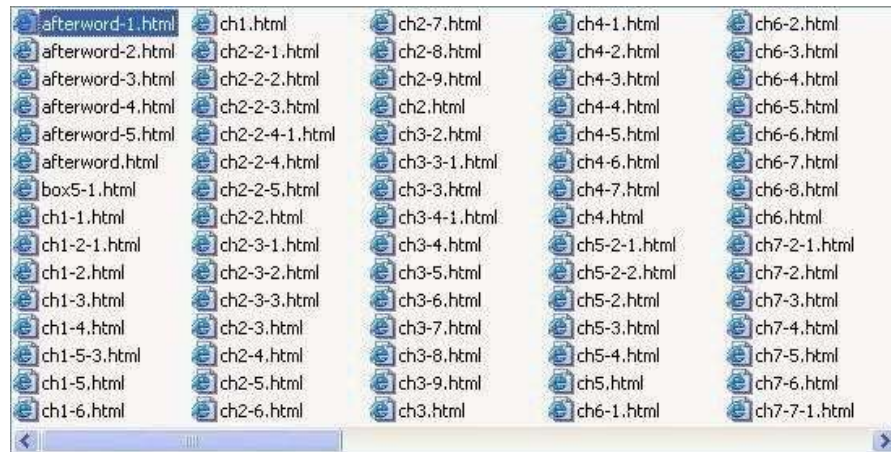 afterword-1.html
afterword-2.html
afterword-3.html
afterword-4.html
afterword-5.html
afterword.html
box5-1.html
ch1-1.html
ch1-2-1.html
ch1-2.html
ch1-3.html
ch1-4.html
ch1-5-3.html
ch1-5.html
ch1-6.html
ch1.html
ch2-2-1.html
ch2-2-2.html
ch2-2-3.html
ch2-2-4-1.html
ch2-2-4.html
ch2-2-5.html
ch2-2.html
ch2-3-1.html
ch2-3-2.html
ch2-3-3.html
ch2-3.html
ch2-4.html
ch2-5.html
ch2-6.html
ch2-7.html
ch2-8.html
ch2-9.html
ch2.html
ch3-2.html
ch3-3-1.html
ch3-3.html
ch3-4-1.html
ch3-4.html
ch3-5.html
ch3-6.html
ch3-7.html
ch3-8.html
ch3-9.html
ch3.html
ch4-1.html
ch4-2.html
ch4-3.html
ch4-4.html
ch4-5.html
ch4-6.html
ch4-7.html
ch4.html
ch5-2-1.html
ch5-2-2.html
ch5-2.html
ch5-3.html
ch5-4.html
ch5.html
ch6-1.html
ch6-2.html
ch6-3.html
ch6-4.html
ch6-5.html
ch6-6.html
ch6-7.html
ch6-8.html
ch6.html
ch7-2-1.html
ch7-2.html
ch7-3.html
ch7-4.html
ch7-5.html
ch7-6.html
ch7-7-1.html